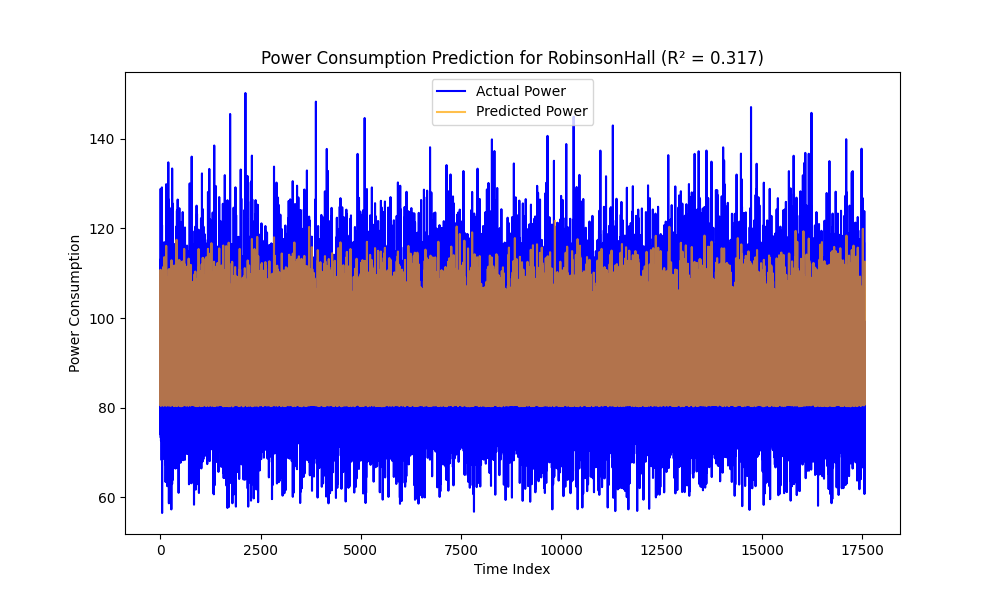 Power Consumption Prediction for RobinsonHall (R² = 0.317)
Actual Power
Predicted Power
Power Consumption
140
120
100
80
60
0 2500 5000 7500 10000 12500 15000 17500
Time Index